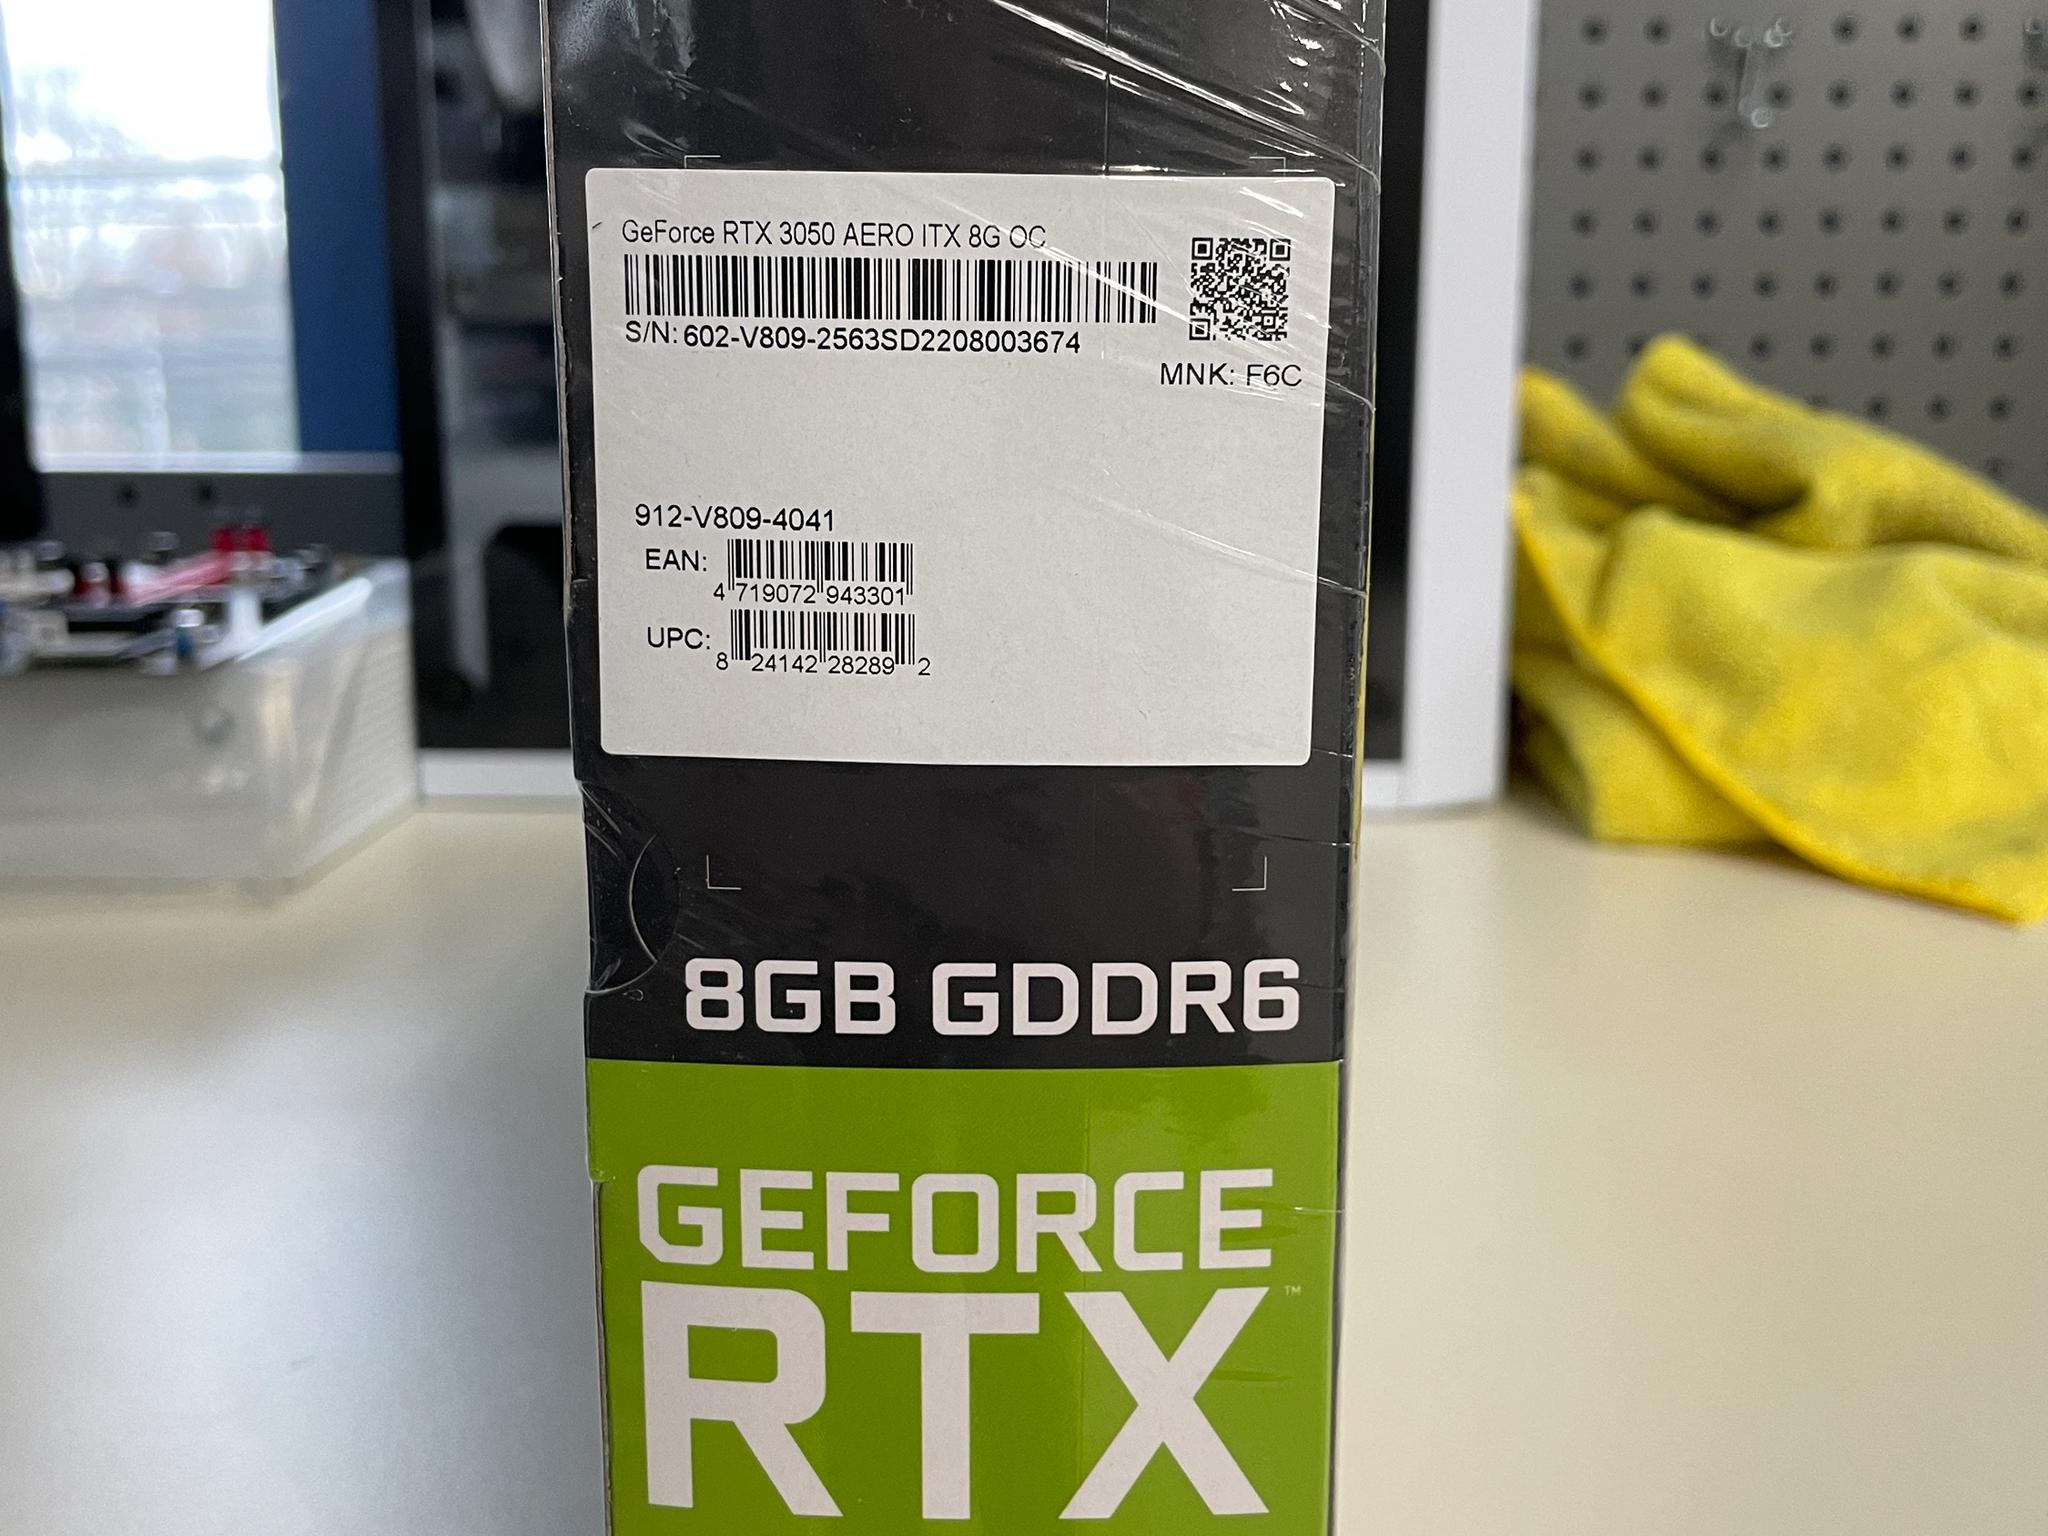 GeForce RTX 3050 AERO ITX 8G OC
S/N: 602-V809-2563SD2208003674
MNK: F6C
912-V809-4041
EAN:
4 719072 943301
UPC:
8 24142 28289 2
8GB GDDR6
GEFORCE
RTX™